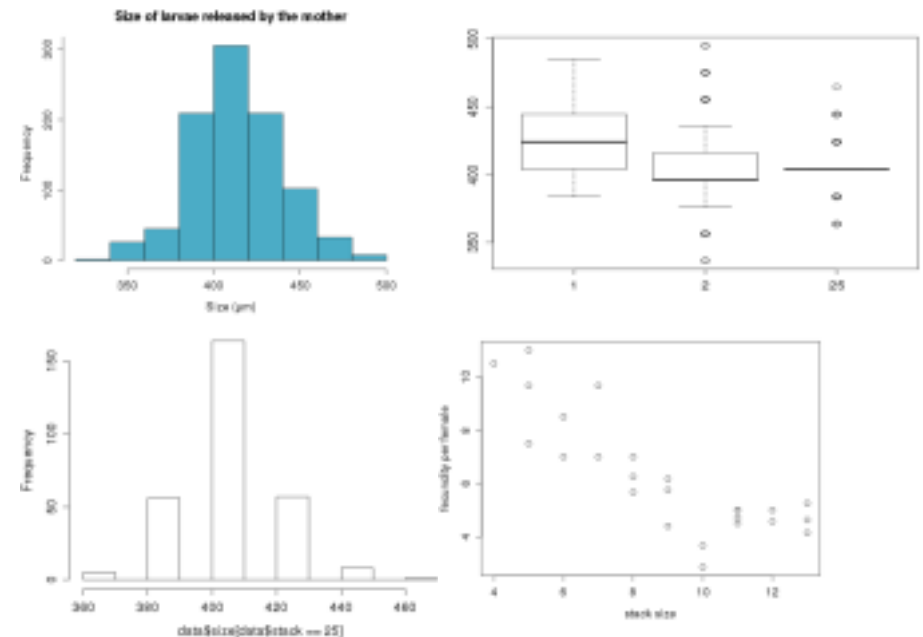 Size of larvae released by the mother
300
200
100
0
Frequency
350 400 450 500
Size (µm)
500
450
400
350
1 2 25
150
100
50
0
Frequency
360 380 400 420 440 460
data$size[data$stack == 25]
10
8
6
4
fecundity per female
4 6 8 10 12
stack size